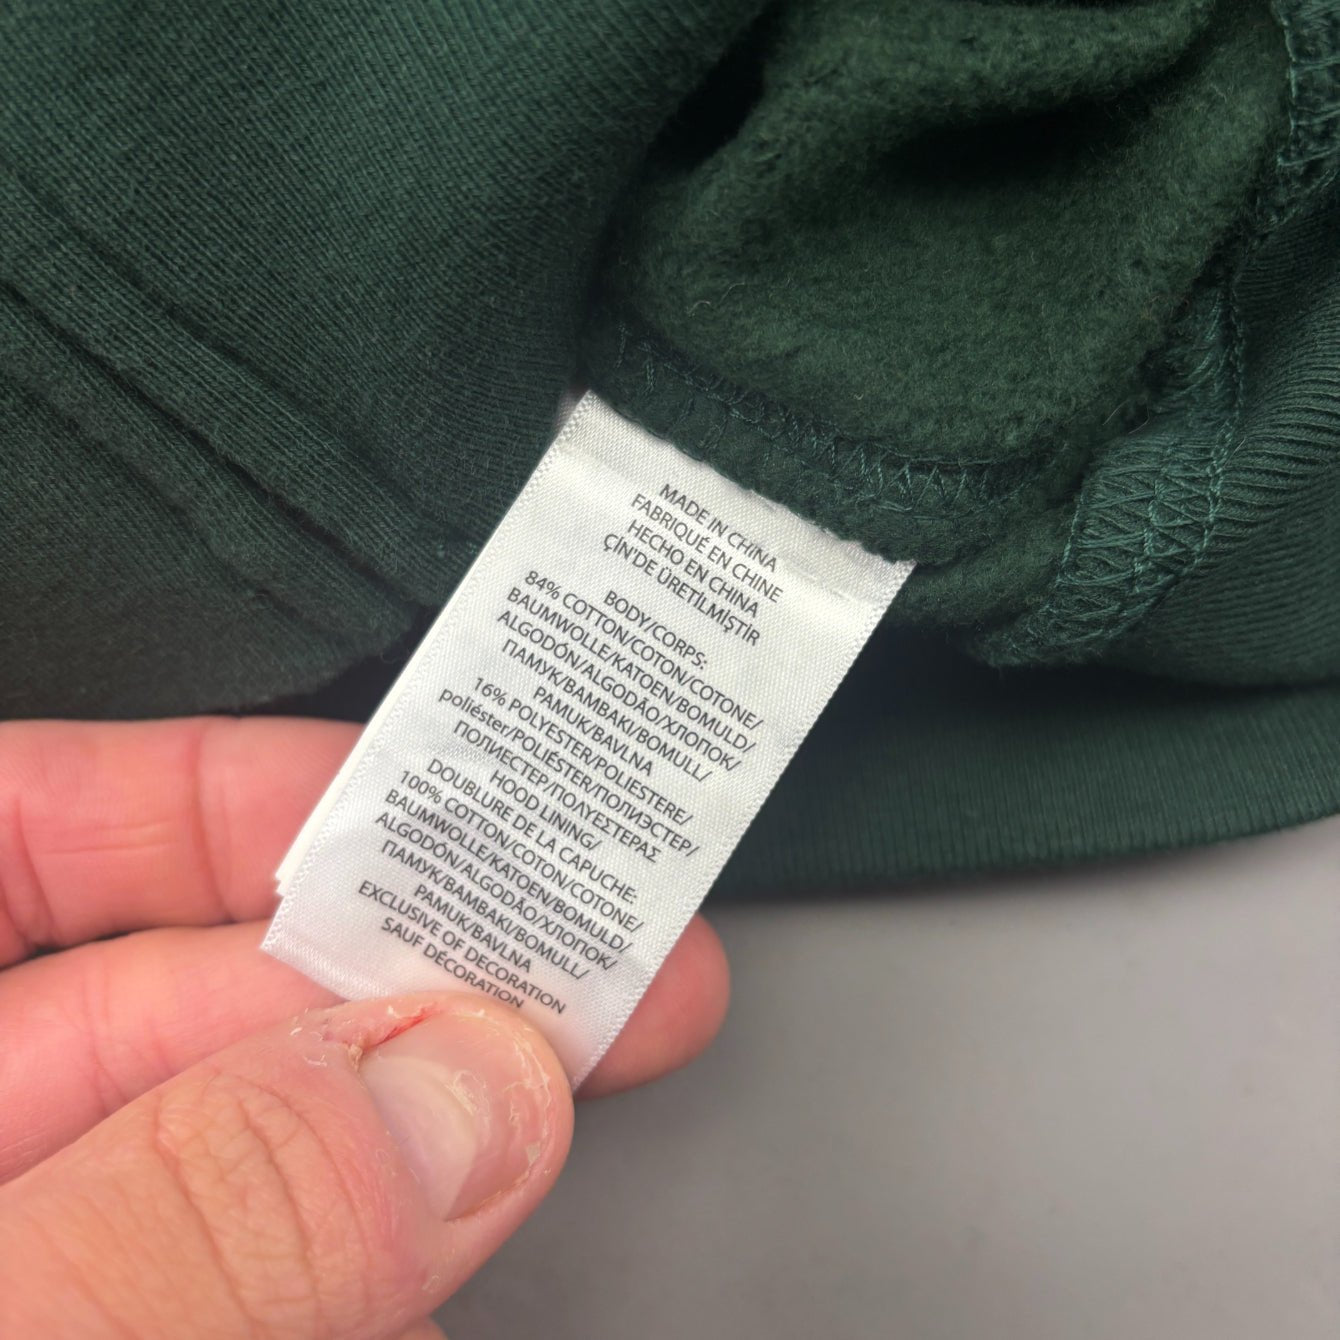 MADE IN CHINA
FABRIQUÉ EN CHINE
HECHO EN CHINA
ÇİN'DE ÜRETİLMİŞTİR
BODY/CORPS:
84% COTTON/COTON/COTONE/
BAUMWOLLE/KATOEN/BOMULD/
ALGODÓN/ALGODÃO/ХЛОПОК/
ПАМУК/ΒΑΜΒΑΚΙ/BOMULL/
PAMUK/BAVLNA
16% POLYESTER/POLIESTERE/
poliéster/POLIÉSTER/ПОЛИЭСТЕР/
ПОЛИЕСТЕР/ΠΟΛΥΕΣΤΕΡΑΣ
HOOD LINING/
DOUBLURE DE LA CAPUCHE:
100% COTTON/COTON/COTONE/
BAUMWOLLE/KATOEN/BOMULD/
ALGODÓN/ALGODÃO/ХЛОПОК/
ПАМУК/ΒΑΜΒΑΚΙ/BOMULL/
PAMUK/BAVLNA
EXCLUSIVE OF DECORATION
SAUF DÉCORATION